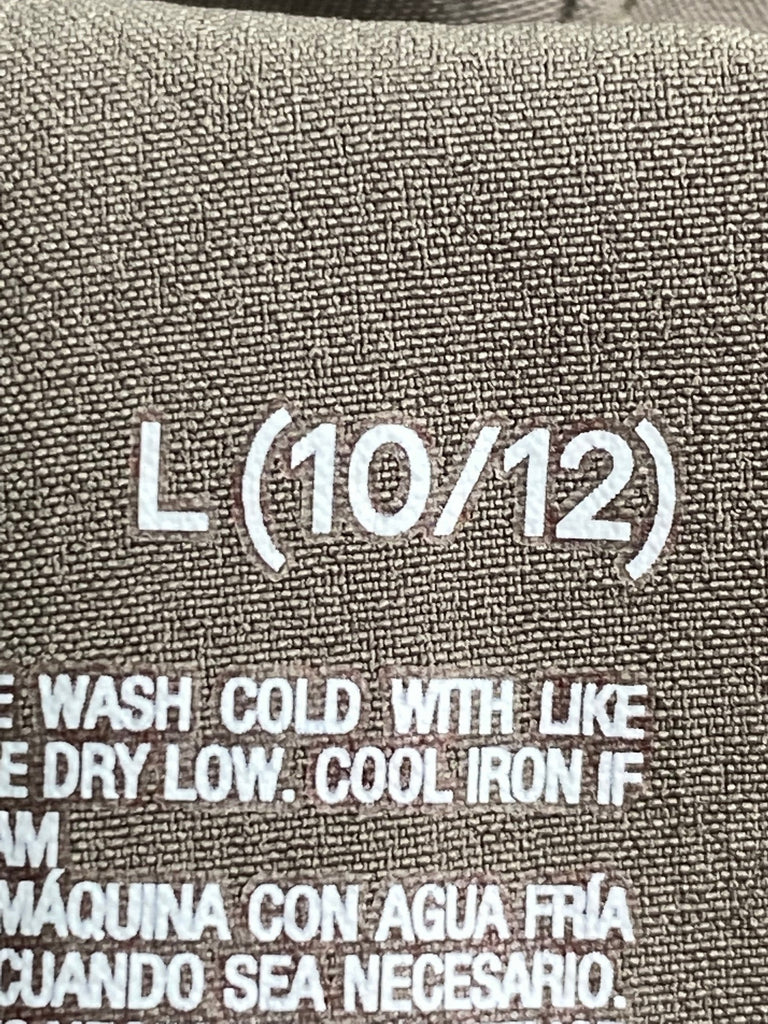 L (10/12)
E WASH COLD WITH LIKE
E DRY LOW. COOL IRON IF
AM
MÁQUINA CON AGUA FRÍA
CUANDO SEA NECESARIO.